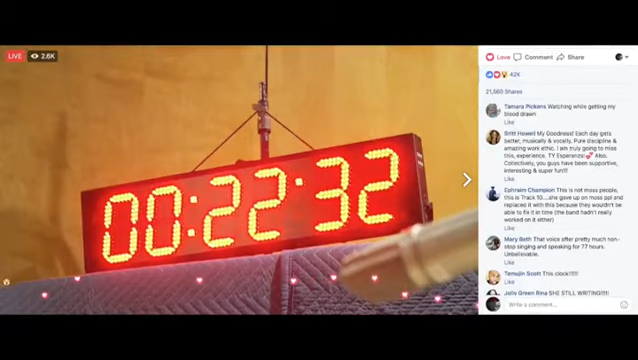 LIVE 2.6K
Love Comment Share
42K
21,560 Shares
Tamara Pickens Watching while getting my
blood drawn
Like
Britt Howell My Goodness! Each day gets
better, musically & vocally. Pure discipline &
amazing work ethic. I am truly going to miss
this, experience. TY Esperanza!💕 Also,
Collectively, you guys have been supportive,
interesting & super fun!!!
Like
Ephraim Champion This is not moss people,
this is Track 10....she gave up on moss ppl and
replaced it with this because they wouldn't be
able to fix it in time (the band hadn't really
worked on it either)
Like
Mary Beth That voice after pretty much non-
stop singing and speaking for 77 hours.
Unbelievable.
Like
Temujin Scott This clock!!!!!
Like
Jolly Green Rina SHE STILL WRITING!!!!
Write a comment...
00:22:32